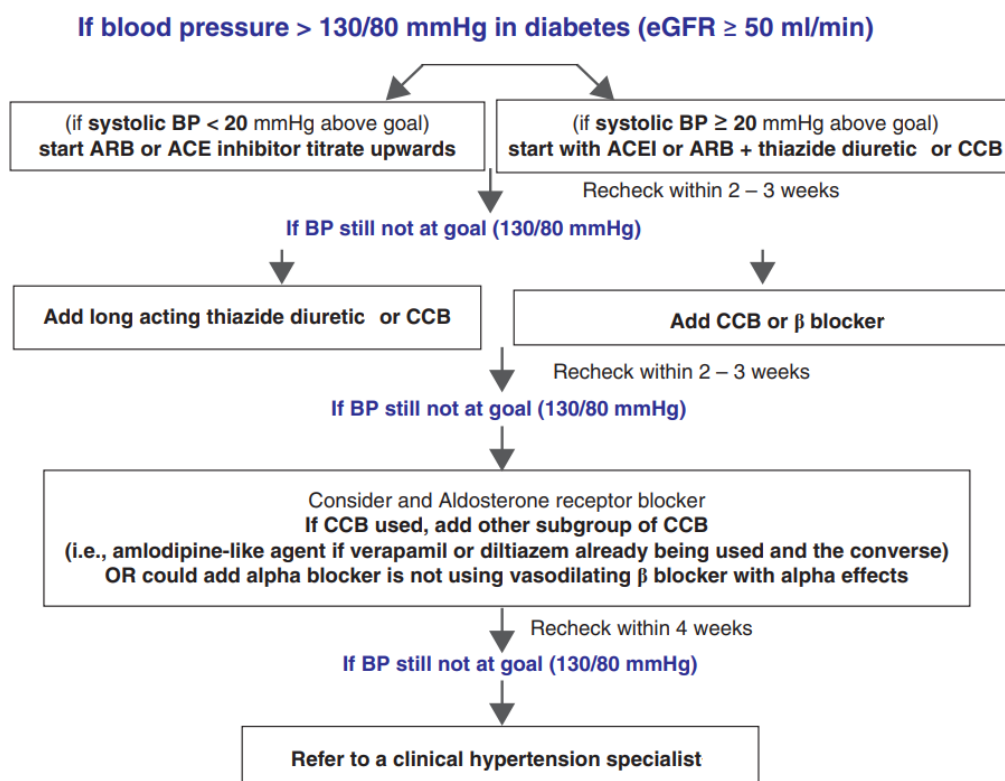 If blood pressure > 130/80 mmHg in diabetes (eGFR ≥ 50 ml/min)
(if systolic BP < 20 mmHg above goal)
start ARB or ACE inhibitor titrate upwards
(if systolic BP ≥ 20 mmHg above goal)
start with ACEI or ARB + thiazide diuretic or CCB
Recheck within 2 – 3 weeks
If BP still not at goal (130/80 mmHg)
Add long acting thiazide diuretic or CCB
Add CCB or β blocker
Recheck within 2 – 3 weeks
If BP still not at goal (130/80 mmHg)
Consider and Aldosterone receptor blocker
If CCB used, add other subgroup of CCB
(i.e., amlodipine-like agent if verapamil or diltiazem already being used and the converse)
OR could add alpha blocker is not using vasodilating β blocker with alpha effects
Recheck within 4 weeks
If BP still not at goal (130/80 mmHg)
Refer to a clinical hypertension specialist